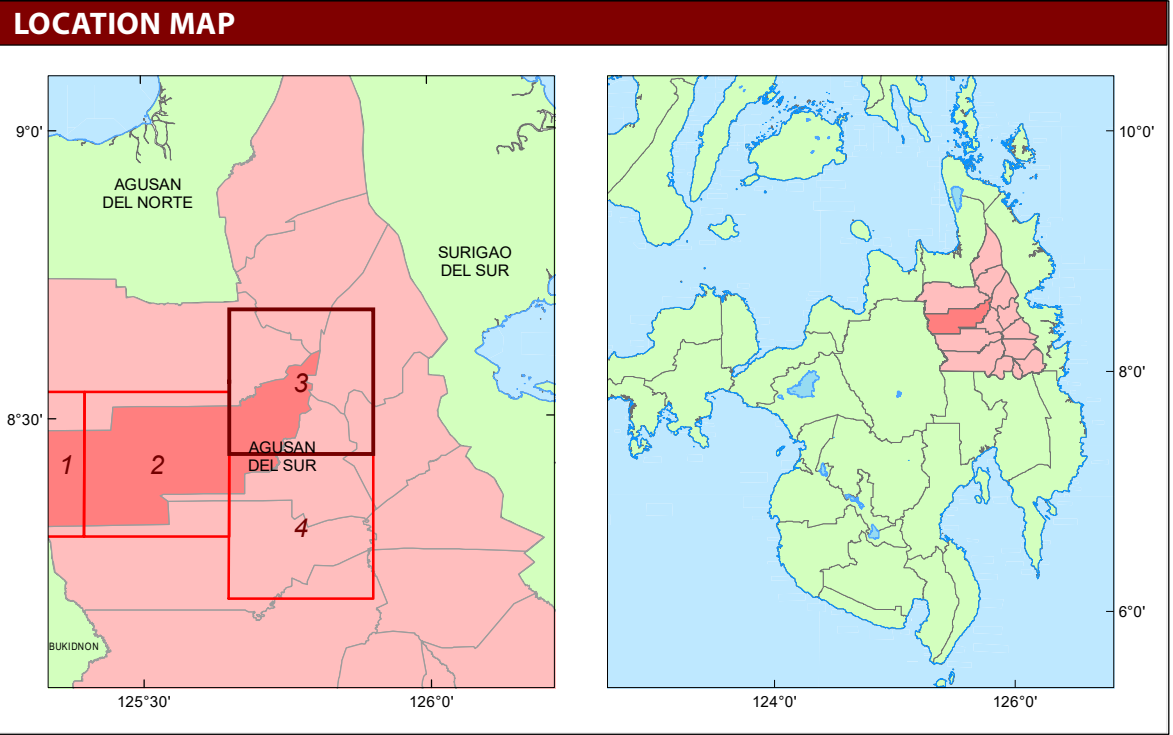 LOCATION MAP
9°0'
8°30'
125°30'
126°0'
AGUSAN
DEL NORTE
SURIGAO
DEL SUR
3
1
2
AGUSAN
DEL SUR
4
BUKIDNON
10°0'
8°0'
6°0'
124°0'
126°0'